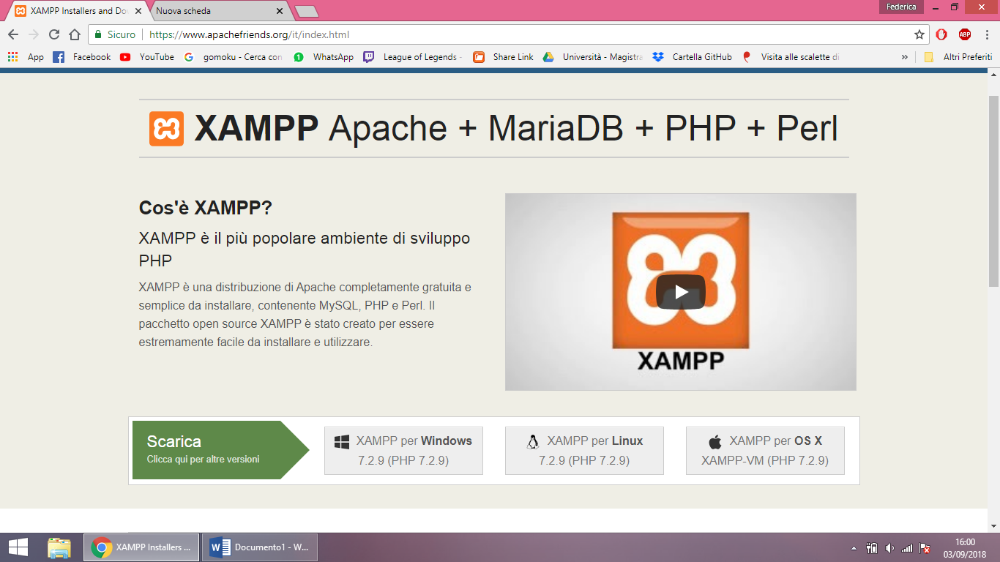 XAMPP Installers and Do
Nuova scheda
Federica
Sicuro
https://www.apachefriends.org/it/index.html
ABP
App
Facebook
YouTube
gomoku - Cerca con
1
WhatsApp
League of Legends -
Share Link
Università - Magistra
Cartella GitHub
Visita alle scalette di
»
Altri Preferiti
XAMPP Apache + MariaDB + PHP + Perl
Cos'è XAMPP?
XAMPP è il più popolare ambiente di sviluppo
PHP
XAMPP è una distribuzione di Apache completamente gratuita e
semplice da installare, contenente MySQL, PHP e Perl. Il
pacchetto open source XAMPP è stato creato per essere
estremamente facile da installare e utilizzare.
XAMPP
Scarica
Clicca qui per altre versioni
XAMPP per Windows
7.2.9 (PHP 7.2.9)
XAMPP per Linux
7.2.9 (PHP 7.2.9)
XAMPP per OS X
XAMPP-VM (PHP 7.2.9)
XAMPP Installers ...
Documento1 - W...
16:00
03/09/2018